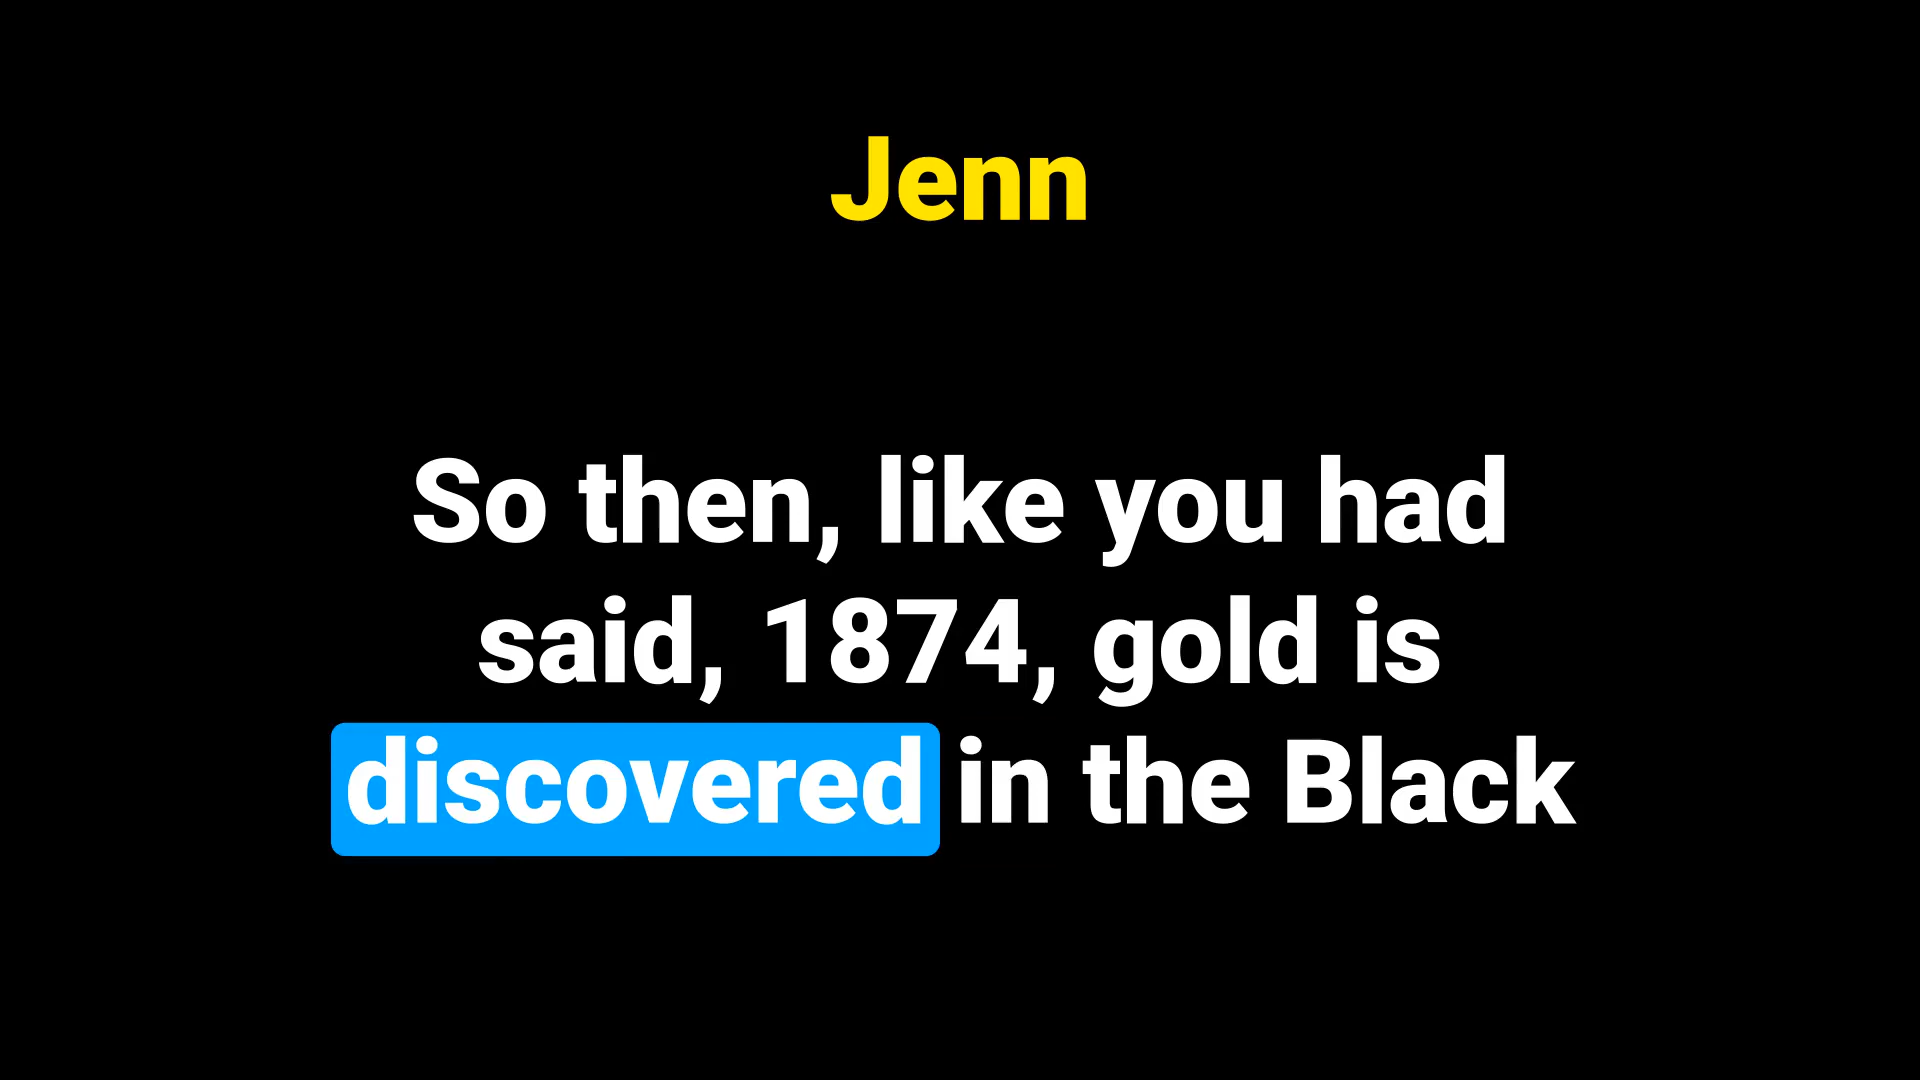 Jenn
So then, like you had
said, 1874, gold is
discovered in the Black